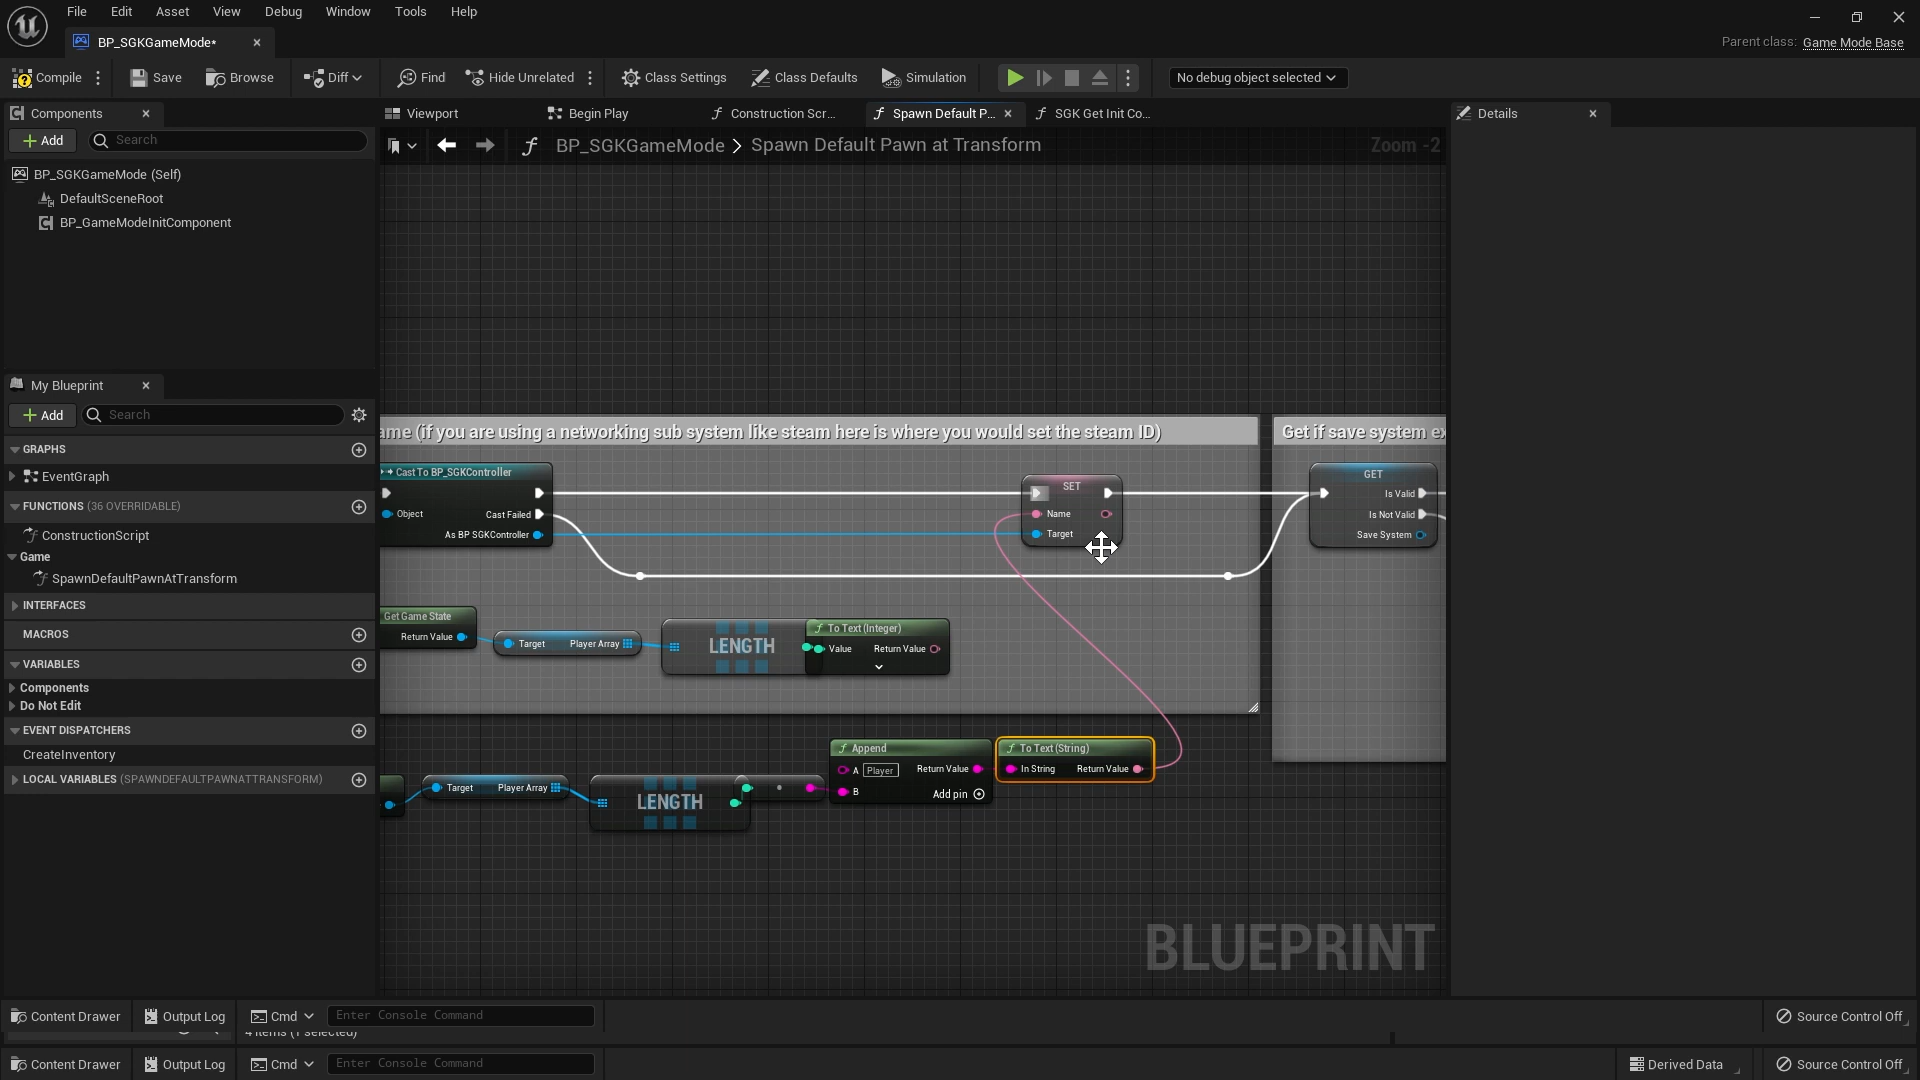 File Edit Asset View Debug Window Tools Help
BP_SGKGameMode*
Parent class: Game Mode Base
Compile Save Browse Diff Find Hide Unrelated Class Settings Class Defaults Simulation No debug object selected
Components
Viewport Begin Play Construction Scr... Spawn Default P... SGK Get Init Co...
Details
Add Search
BP_SGKGameMode > Spawn Default Pawn at Transform
Zoom -2
BP_SGKGameMode (Self)
DefaultSceneRoot
BP_GameModeInitComponent
My Blueprint
Add Search
GRAPHS
EventGraph
FUNCTIONS (36 OVERRIDABLE)
ConstructionScript
Game
SpawnDefaultPawnAtTransform
INTERFACES
MACROS
VARIABLES
Components
Do Not Edit
EVENT DISPATCHERS
CreateInventory
LOCAL VARIABLES (SPAWNDEFAULTPAWNATTRANSFORM)
ame (if you are using a networking sub system like steam here is where you would set the steam ID)
Get if save system ex
Cast To BP_SGKController
Object Cast Failed
As BP SGKController
SET
Name
Target
GET
Is Valid
Is Not Valid
Save System
Get Game State
Return Value
Target Player Array
LENGTH
To Text (Integer)
Value Return Value
Target Player Array
LENGTH
Append
A Player Return Value
B Add pin
To Text (String)
In String Return Value
BLUEPRINT
Content Drawer Output Log Cmd Enter Console Command Source Control Off
4 items (1 selected)
Content Drawer Output Log Cmd Enter Console Command Derived Data Source Control Off